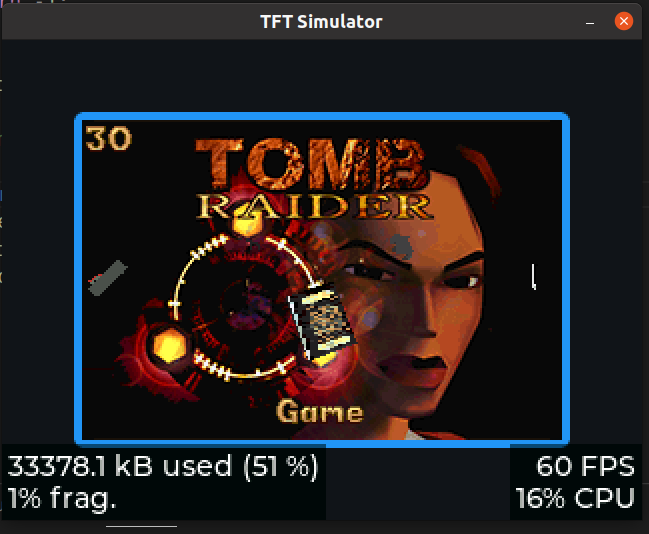 TFT Simulator
30
TOMB
RAIDER
Game
33378.1 kB used (51 %)
1% frag.
60 FPS
16% CPU